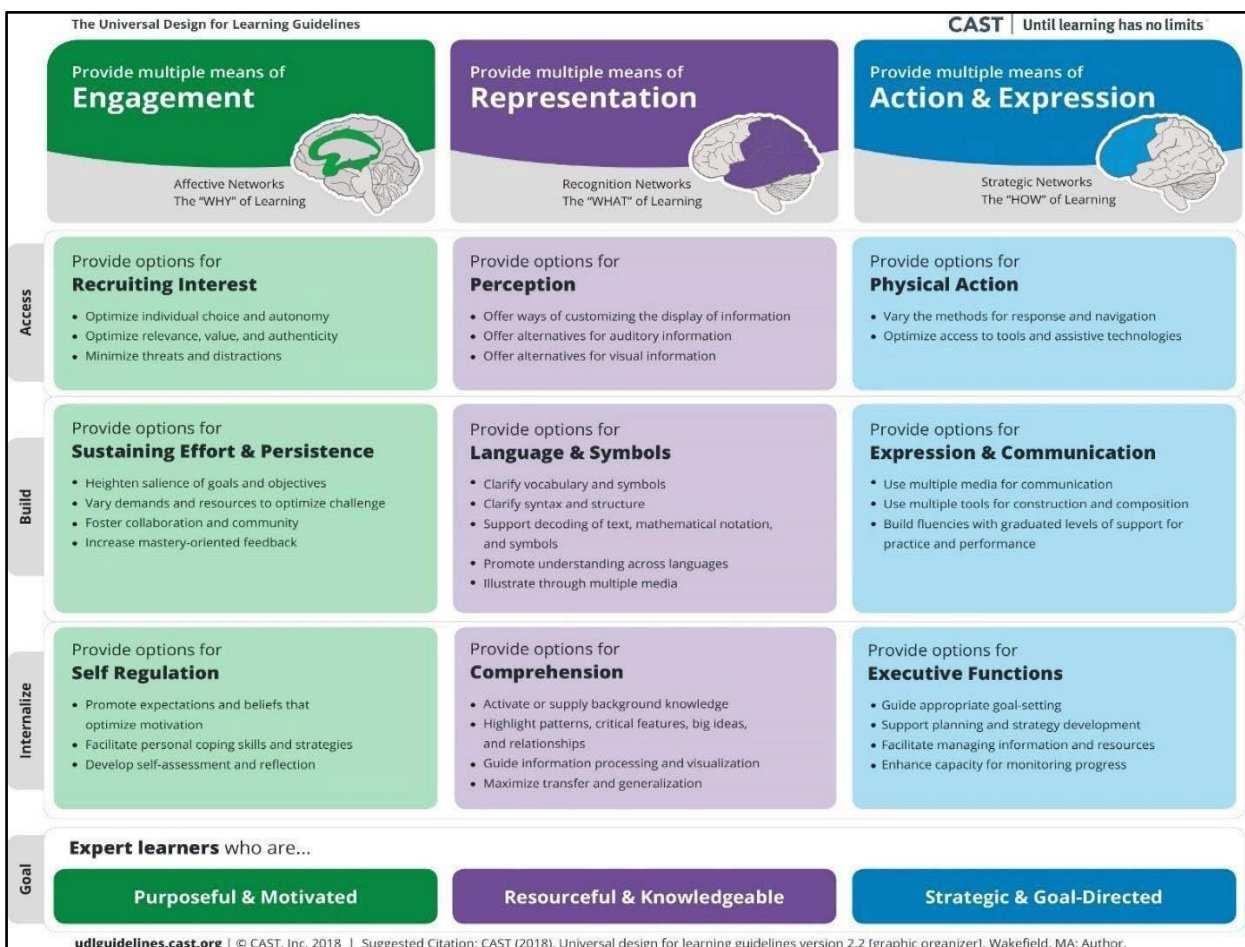 The Universal Design for Learning Guidelines
CAST | Until learning has no limits
Provide multiple means of
Engagement
Affective Networks
The "WHY" of Learning
Provide multiple means of
Representation
Recognition Networks
The "WHAT" of Learning
Provide multiple means of
Action & Expression
Strategic Networks
The "HOW" of Learning
Access
Provide options for
Recruiting Interest
• Optimize individual choice and autonomy
• Optimize relevance, value, and authenticity
• Minimize threats and distractions
Provide options for
Perception
• Offer ways of customizing the display of information
• Offer alternatives for auditory information
• Offer alternatives for visual information
Provide options for
Physical Action
• Vary the methods for response and navigation
• Optimize access to tools and assistive technologies
Build
Provide options for
Sustaining Effort & Persistence
• Heighten salience of goals and objectives
• Vary demands and resources to optimize challenge
• Foster collaboration and community
• Increase mastery-oriented feedback
Provide options for
Language & Symbols
• Clarify vocabulary and symbols
• Clarify syntax and structure
• Support decoding of text, mathematical notation,
and symbols
• Promote understanding across languages
• Illustrate through multiple media
Provide options for
Expression & Communication
• Use multiple media for communication
• Use multiple tools for construction and composition
• Build fluencies with graduated levels of support for
practice and performance
Internalize
Provide options for
Self Regulation
• Promote expectations and beliefs that
optimize motivation
• Facilitate personal coping skills and strategies
• Develop self-assessment and reflection
Provide options for
Comprehension
• Activate or supply background knowledge
• Highlight patterns, critical features, big ideas,
and relationships
• Guide information processing and visualization
• Maximize transfer and generalization
Provide options for
Executive Functions
• Guide appropriate goal-setting
• Support planning and strategy development
• Facilitate managing information and resources
• Enhance capacity for monitoring progress
Goal
Expert learners who are...
Purposeful & Motivated
Resourceful & Knowledgeable
Strategic & Goal-Directed
udlguidelines.cast.org | © CAST, Inc. 2018 | Suggested Citation: CAST (2018). Universal design for learning guidelines version 2.2 [graphic organizer]. Wakefield, MA: Author.